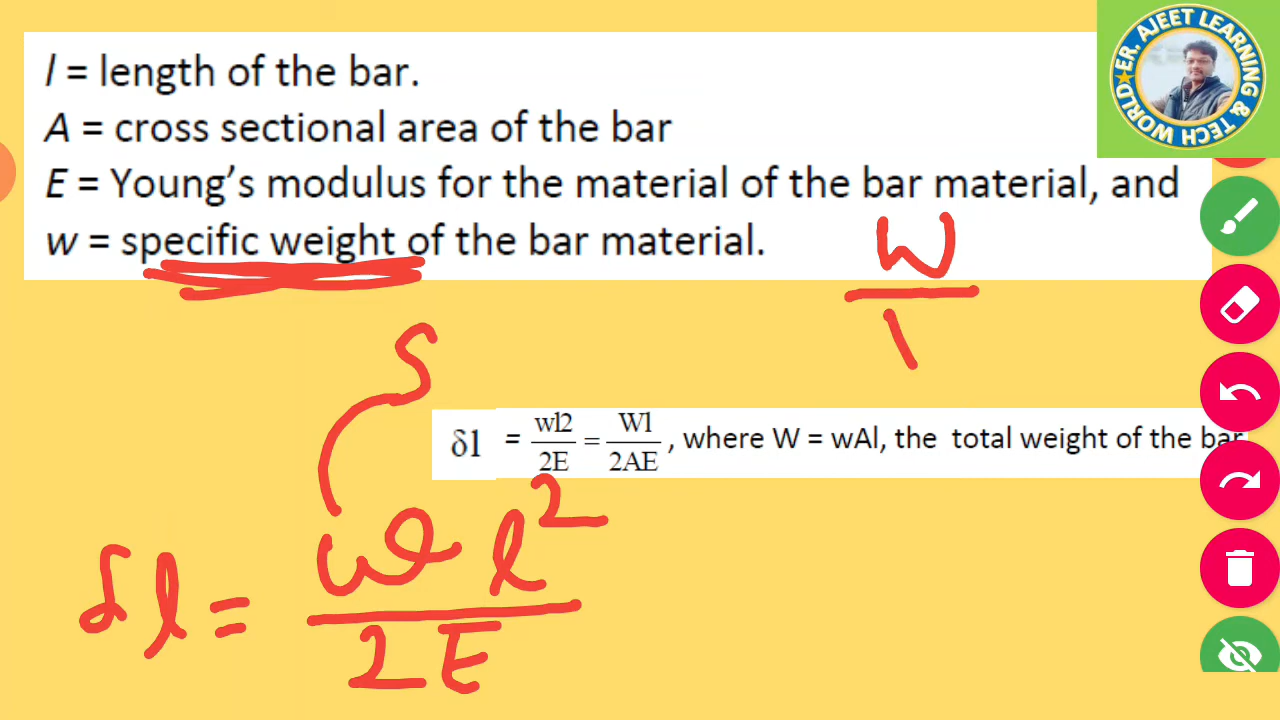 l = length of the bar.
A = cross sectional area of the bar
E = Young's modulus for the material of the bar material, and
w = specific weight of the bar material.
ER. AJEET LEARNING & TECH WORLD
W
S
δl = wl2/2E = Wl/2AE , where W = wAl, the total weight of the bar
δl = w l²/2E